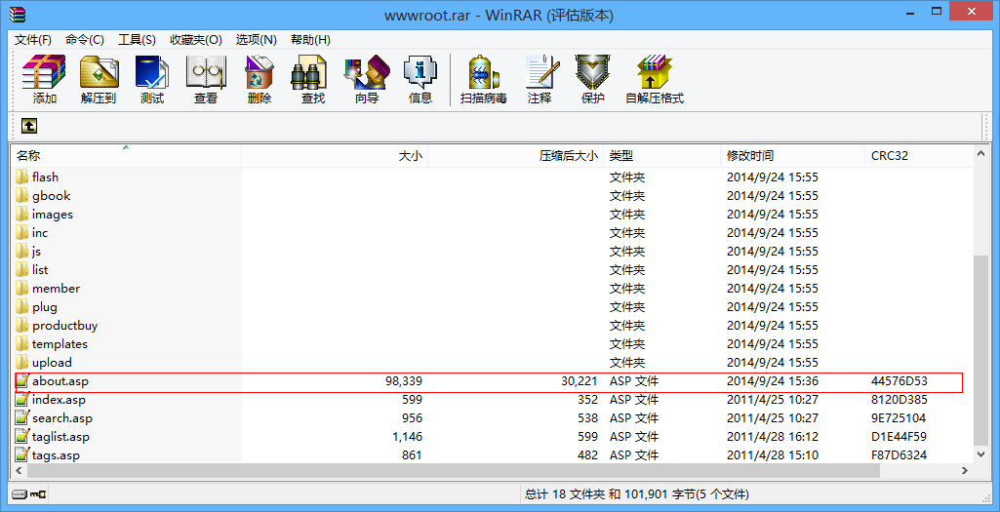 wwwroot.rar - WinRAR (评估版本)
文件(F) 命令(C) 工具(S) 收藏夹(O) 选项(N) 帮助(H)
添加 解压到 测试 查看 删除 查找 向导 信息 扫描病毒 注释 保护 自解压格式
名称 大小 压缩后大小 类型 修改时间 CRC32
flash 文件夹 2014/9/24 15:55
gbook 文件夹 2014/9/24 15:55
images 文件夹 2014/9/24 15:55
inc 文件夹 2014/9/24 15:55
js 文件夹 2014/9/24 15:55
list 文件夹 2014/9/24 15:55
member 文件夹 2014/9/24 15:55
plug 文件夹 2014/9/24 15:55
productbuy 文件夹 2014/9/24 15:55
templates 文件夹 2014/9/24 15:55
upload 文件夹 2014/9/24 15:55
about.asp 98,339 30,221 ASP 文件 2014/9/24 15:36 44576D53
index.asp 599 352 ASP 文件 2011/4/25 10:27 8120D385
search.asp 956 538 ASP 文件 2011/4/25 10:27 9E725104
taglist.asp 1,146 599 ASP 文件 2011/4/28 16:12 D1E44F59
tags.asp 861 482 ASP 文件 2011/4/28 15:10 F87D6324
总计 18 文件夹 和 101,901 字节(5 个文件)